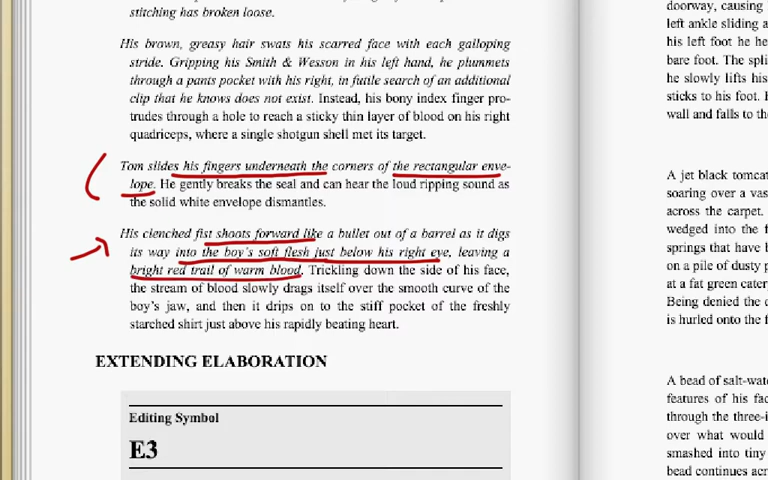 stitching has broken loose.
His brown, greasy hair swats his scarred face with each galloping
stride. Gripping his Smith & Wesson in his left hand, he plummets
through a pants pocket with his right, in futile search of an additional
clip that he knows does not exist. Instead, his bony index finger pro-
trudes through a hole to reach a sticky thin layer of blood on his right
quadriceps, where a single shotgun shell met its target.
Tom slides his fingers underneath the corners of the rectangular enve-
lope. He gently breaks the seal and can hear the loud ripping sound as
the solid white envelope dismantles.
His clenched fist shoots forward like a bullet out of a barrel as it digs
its way into the boy's soft flesh just below his right eye, leaving a
bright red trail of warm blood. Trickling down the side of his face,
the stream of blood slowly drags itself over the smooth curve of the
boy's jaw, and then it drips on to the stiff pocket of the freshly
starched shirt just above his rapidly beating heart.
EXTENDING ELABORATION
Editing Symbol
E3
doorway, causing
left ankle sliding a
his left foot he he
bare foot. The spli
he slowly lifts his
sticks to his foot.
wall and falls to th
A jet black tomca
soaring over a vas
across the carpet.
wedged into the f
springs that have b
on a pile of dusty p
at a fat green cater
Being denied the c
is hurled onto the f
A bead of salt-wat
features of his fac
through the three-i
over what would
smashed into tiny
bead continues acr